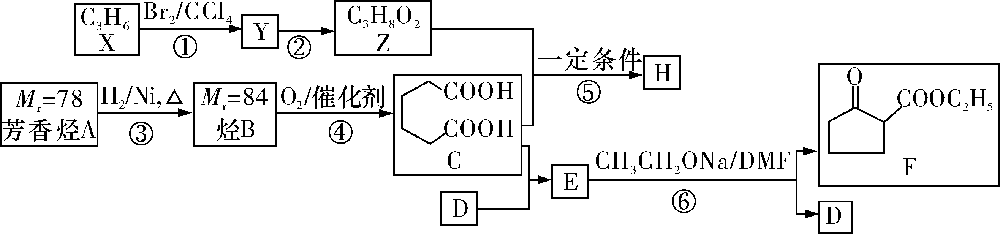 C₃H₆
X
Br₂/CCl₄
①
Y
②
C₃H₈O₂
Z
一定条件
⑤
H
Mᵣ=78
芳香烃A
H₂/Ni,△
③
Mᵣ=84
烃B
O₂/催化剂
④
COOH
COOH
C
D
E
CH₃CH₂ONa/DMF
⑥
O
COOC₂H₅
F
D